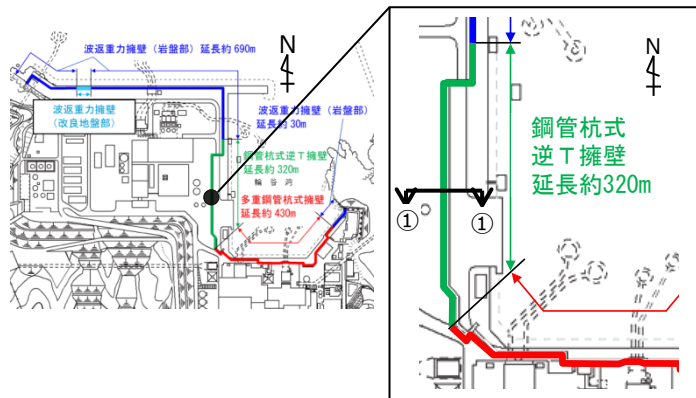 波返重力擁壁（岩盤部）延長約690m
N
波返重力擁壁
（改良地盤部）
波返重力擁壁（岩盤部）
延長約30m
鋼管杭式逆Ｔ擁壁
延長約320m
輪谷湾
多重鋼管杭式擁壁
延長約430m
N
鋼管杭式
逆Ｔ擁壁
延長約320m
① ①